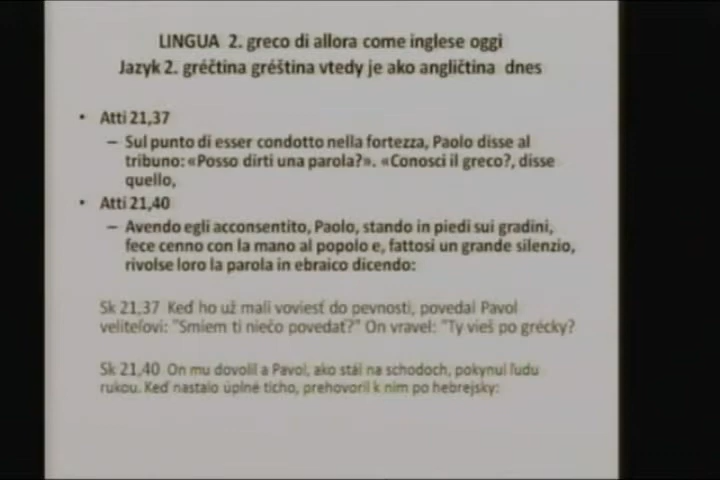 LINGUA 2. greco di allora come inglese oggi
Jazyk 2. gréčtina gréština vtedy je ako angličtina dnes
• Atti 21,37
– Sul punto di esser condotto nella fortezza, Paolo disse al
tribuno: «Posso dirti una parola?». «Conosci il greco?, disse
quello,
• Atti 21,40
– Avendo egli acconsentito, Paolo, stando in piedi sui gradini,
fece cenno con la mano al popolo e, fattosi un grande silenzio,
rivolse loro la parola in ebraico dicendo:
Sk 21,37 Keď ho už mali voviesť do pevnosti, povedal Pavol
veliteľovi: "Smiem ti niečo povedať?" On vravel: "Ty vieš po grécky?
Sk 21,40 On mu dovolil a Pavol, ako stál na schodoch, pokynul ľudu
rukou. Keď nastalo úplné ticho, prehovoril k nim po hebrejsky: